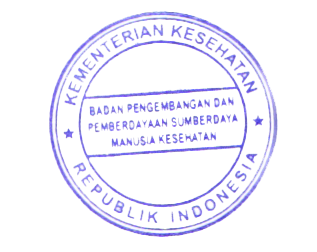 KEMENTERIAN KESEHATAN
BADAN PENGEMBANGAN DAN
PEMBERDAYAAN SUMBERDAYA
MANUSIA KESEHATAN
REPUBLIK INDONESIA